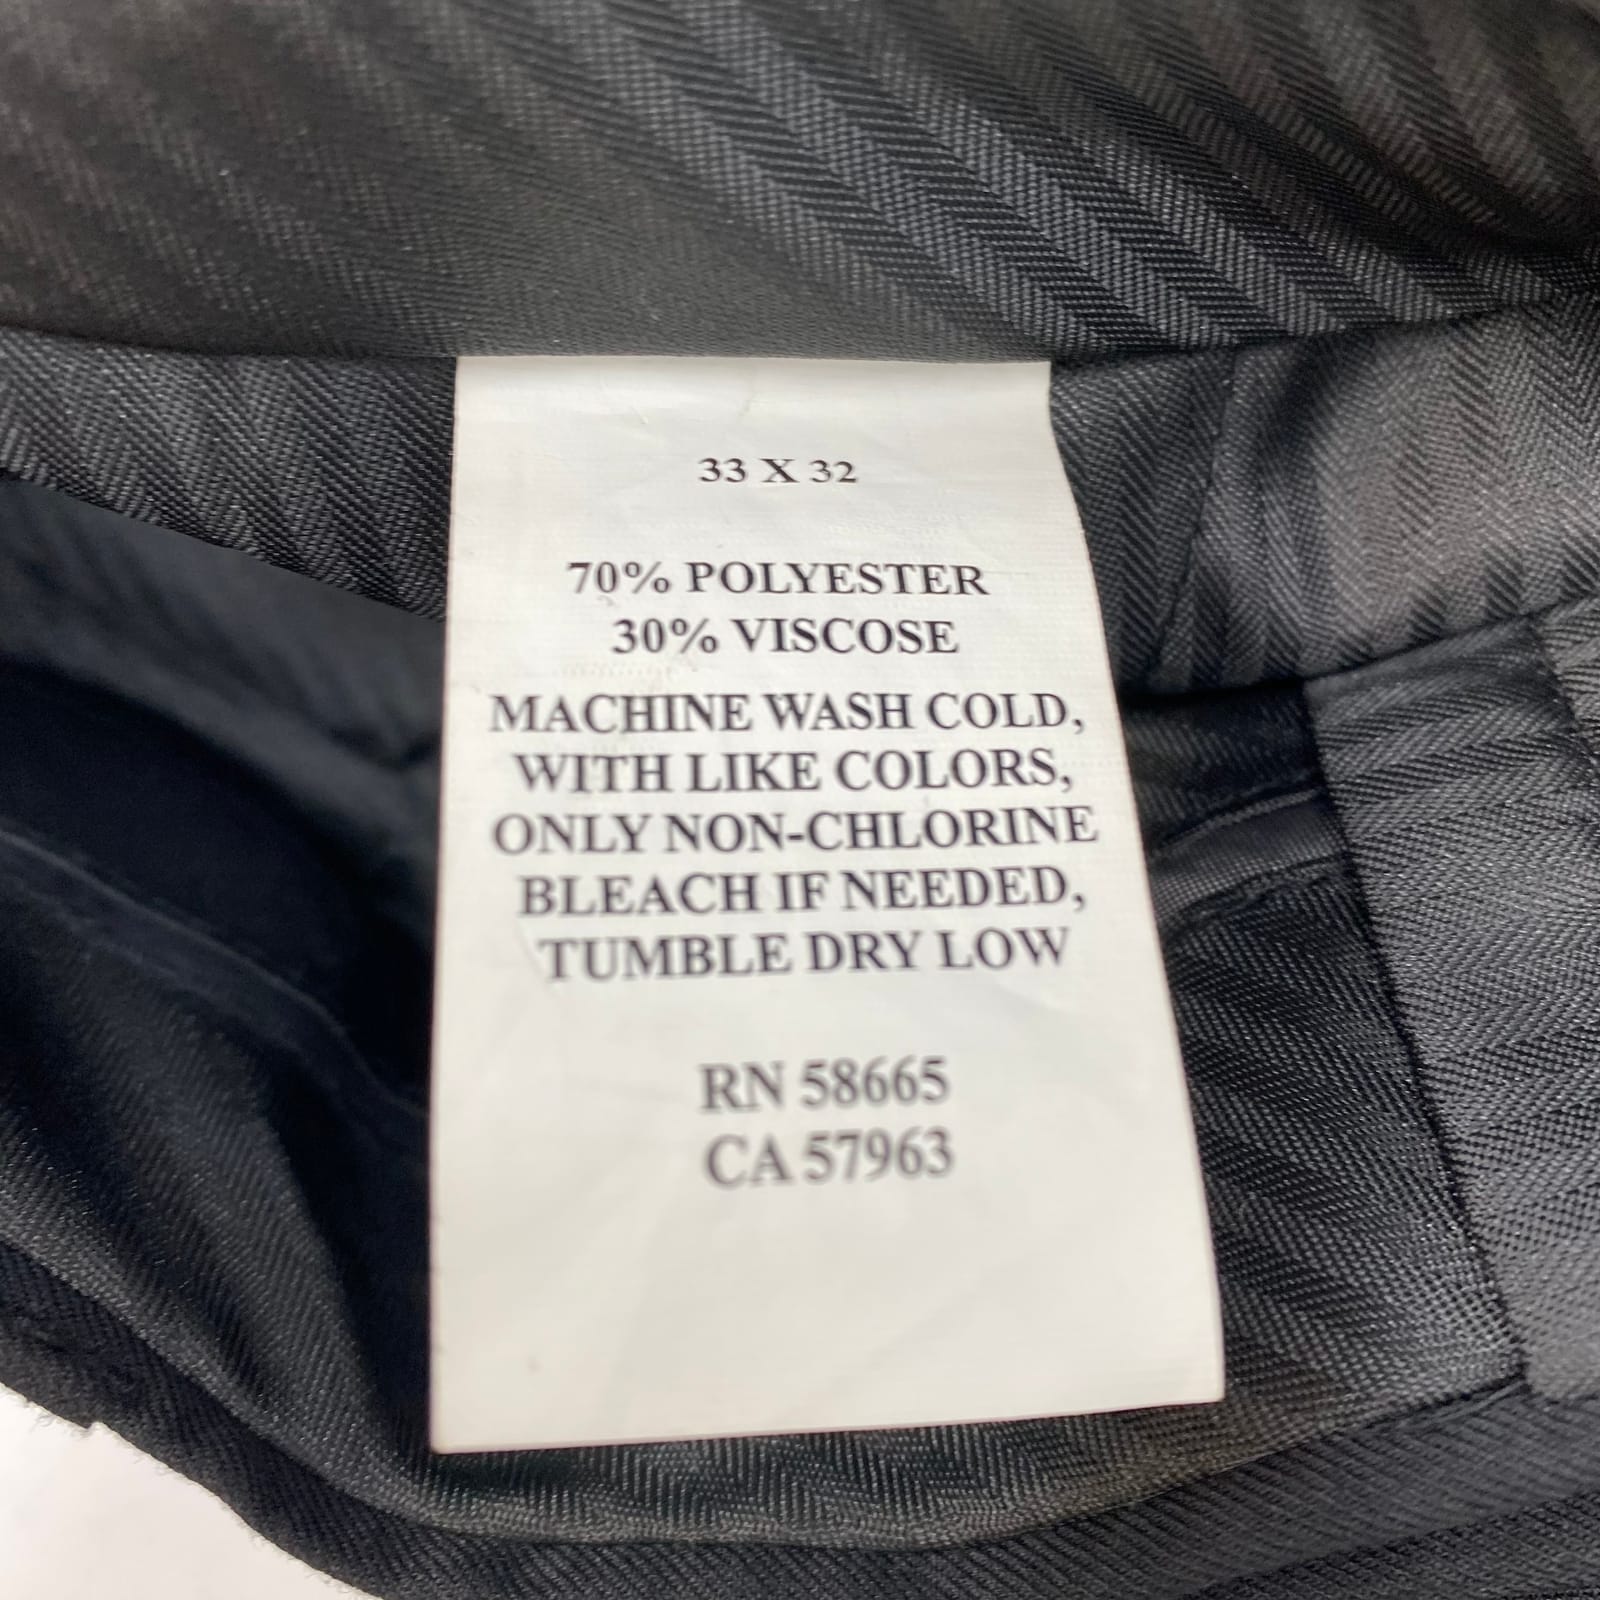 33 X 32
70% POLYESTER
30% VISCOSE
MACHINE WASH COLD,
WITH LIKE COLORS,
ONLY NON-CHLORINE
BLEACH IF NEEDED,
TUMBLE DRY LOW
RN 58665
CA 57963